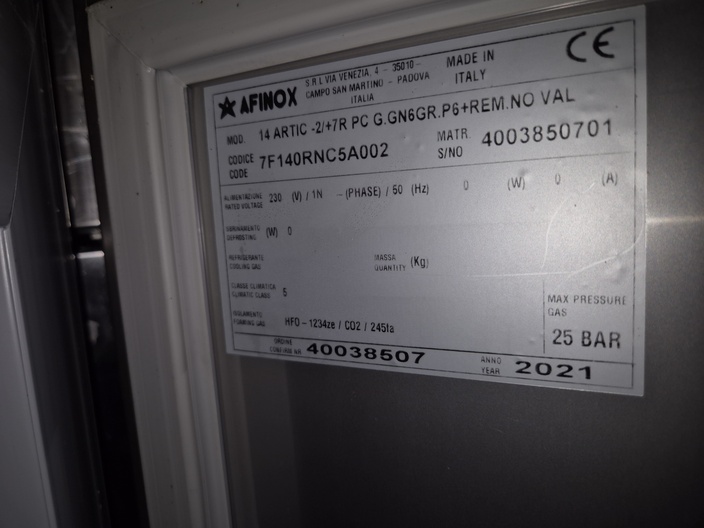 AFINOX
S.R.L VIA VENEZIA, 4 - 35010 -
CAMPO SAN MARTINO - PADOVA
ITALIA
MADE IN
ITALY
CE
MOD. 14 ARTIC -2/+7R PC G.GN6GR.P6+REM.NO VAL
CODICE
CODE
7F140RNC5A002
MATR.
S/NO
4003850701
ALIMENTAZIONE
RATED VOLTAGE
230 (V) / 1N ~(PHASE) / 50 (Hz) 0 (W) 0 (A)
SBRINAMENTO
DEFROSTING
(W) 0
REFRIGERANTE
COOLING GAS
MASSA
QUANTITY
(Kg)
CLASSE CLIMATICA
CLIMATIC CLASS
5
ISOLAMENTO
FOAMING GAS
HFO-1234ze / CO2 / 245fa
MAX PRESSURE
GAS
25 BAR
ORDINE
CONFIRM NR
40038507
ANNO
YEAR
2021